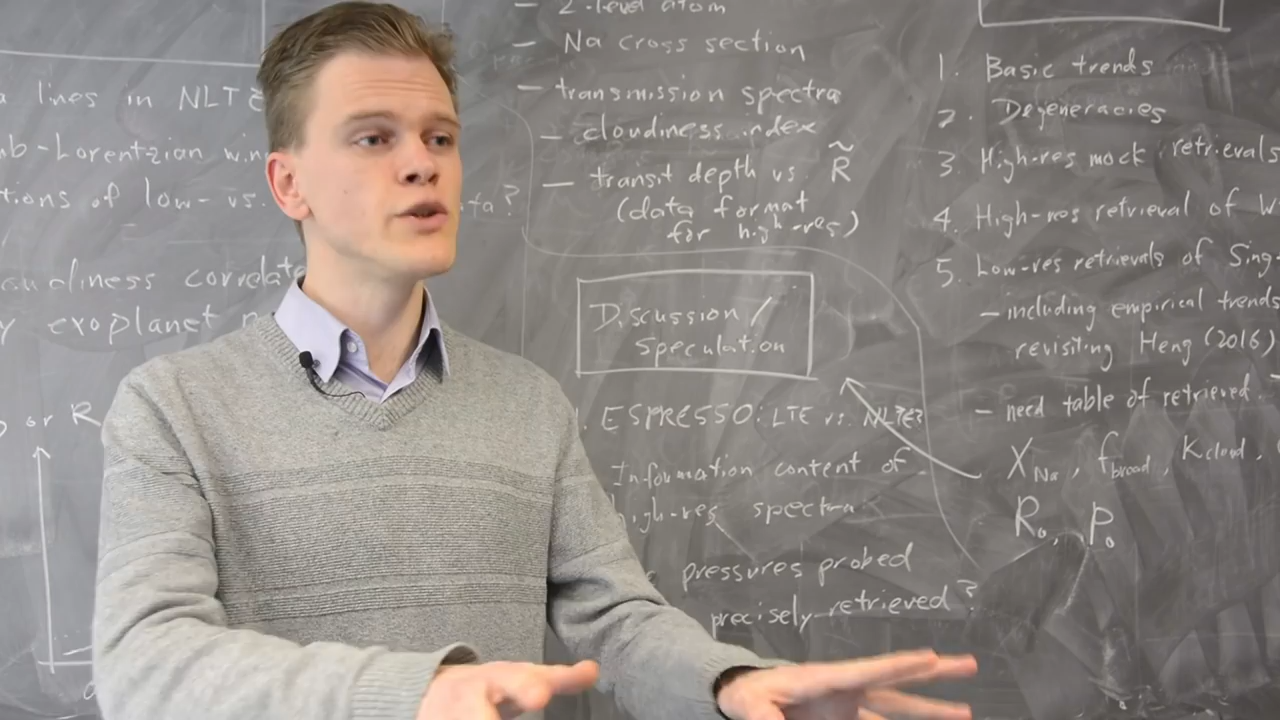 lines in NLTE
b-Lorentzian win
tions of low- vs.
ta?
oudiness correlate
y exoplanet
or R
- 2-level atom
- Na cross section
- transmission spectra
- cloudiness index
- transit depth vs. R̃
(data format
for high-res)
Discussion /
Speculation
1. ESPRESSO: LTE vs. NLTE?
Information content of
high-res spectra
pressures probed
precisely retrieved?
1. Basic trends
2. Degeneracies
3. High-res mock retrievals
4. High-res retrieval of W
5. Low-res retrievals of Sing-
- including empirical trends
revisiting Heng (2016)
- need table of retrieved
X_Na, f_broad, K_cloud,
R_0, P_0